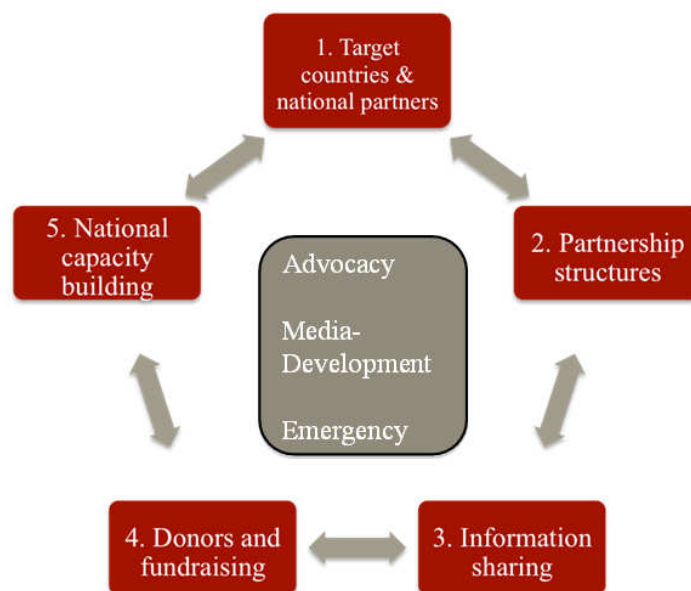 1. Target
countries &
national partners
5. National
capacity
building
2. Partnership
structures
Advocacy
Media-
Development
Emergency
4. Donors and
fundraising
3. Information
sharing